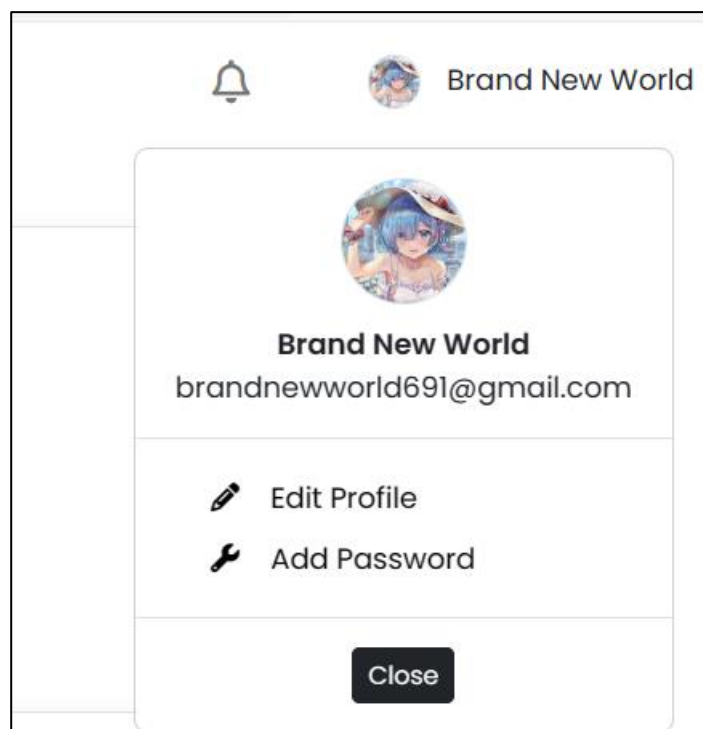 Brand New World
Brand New World
brandnewworld691@gmail.com
Edit Profile
Add Password
Close